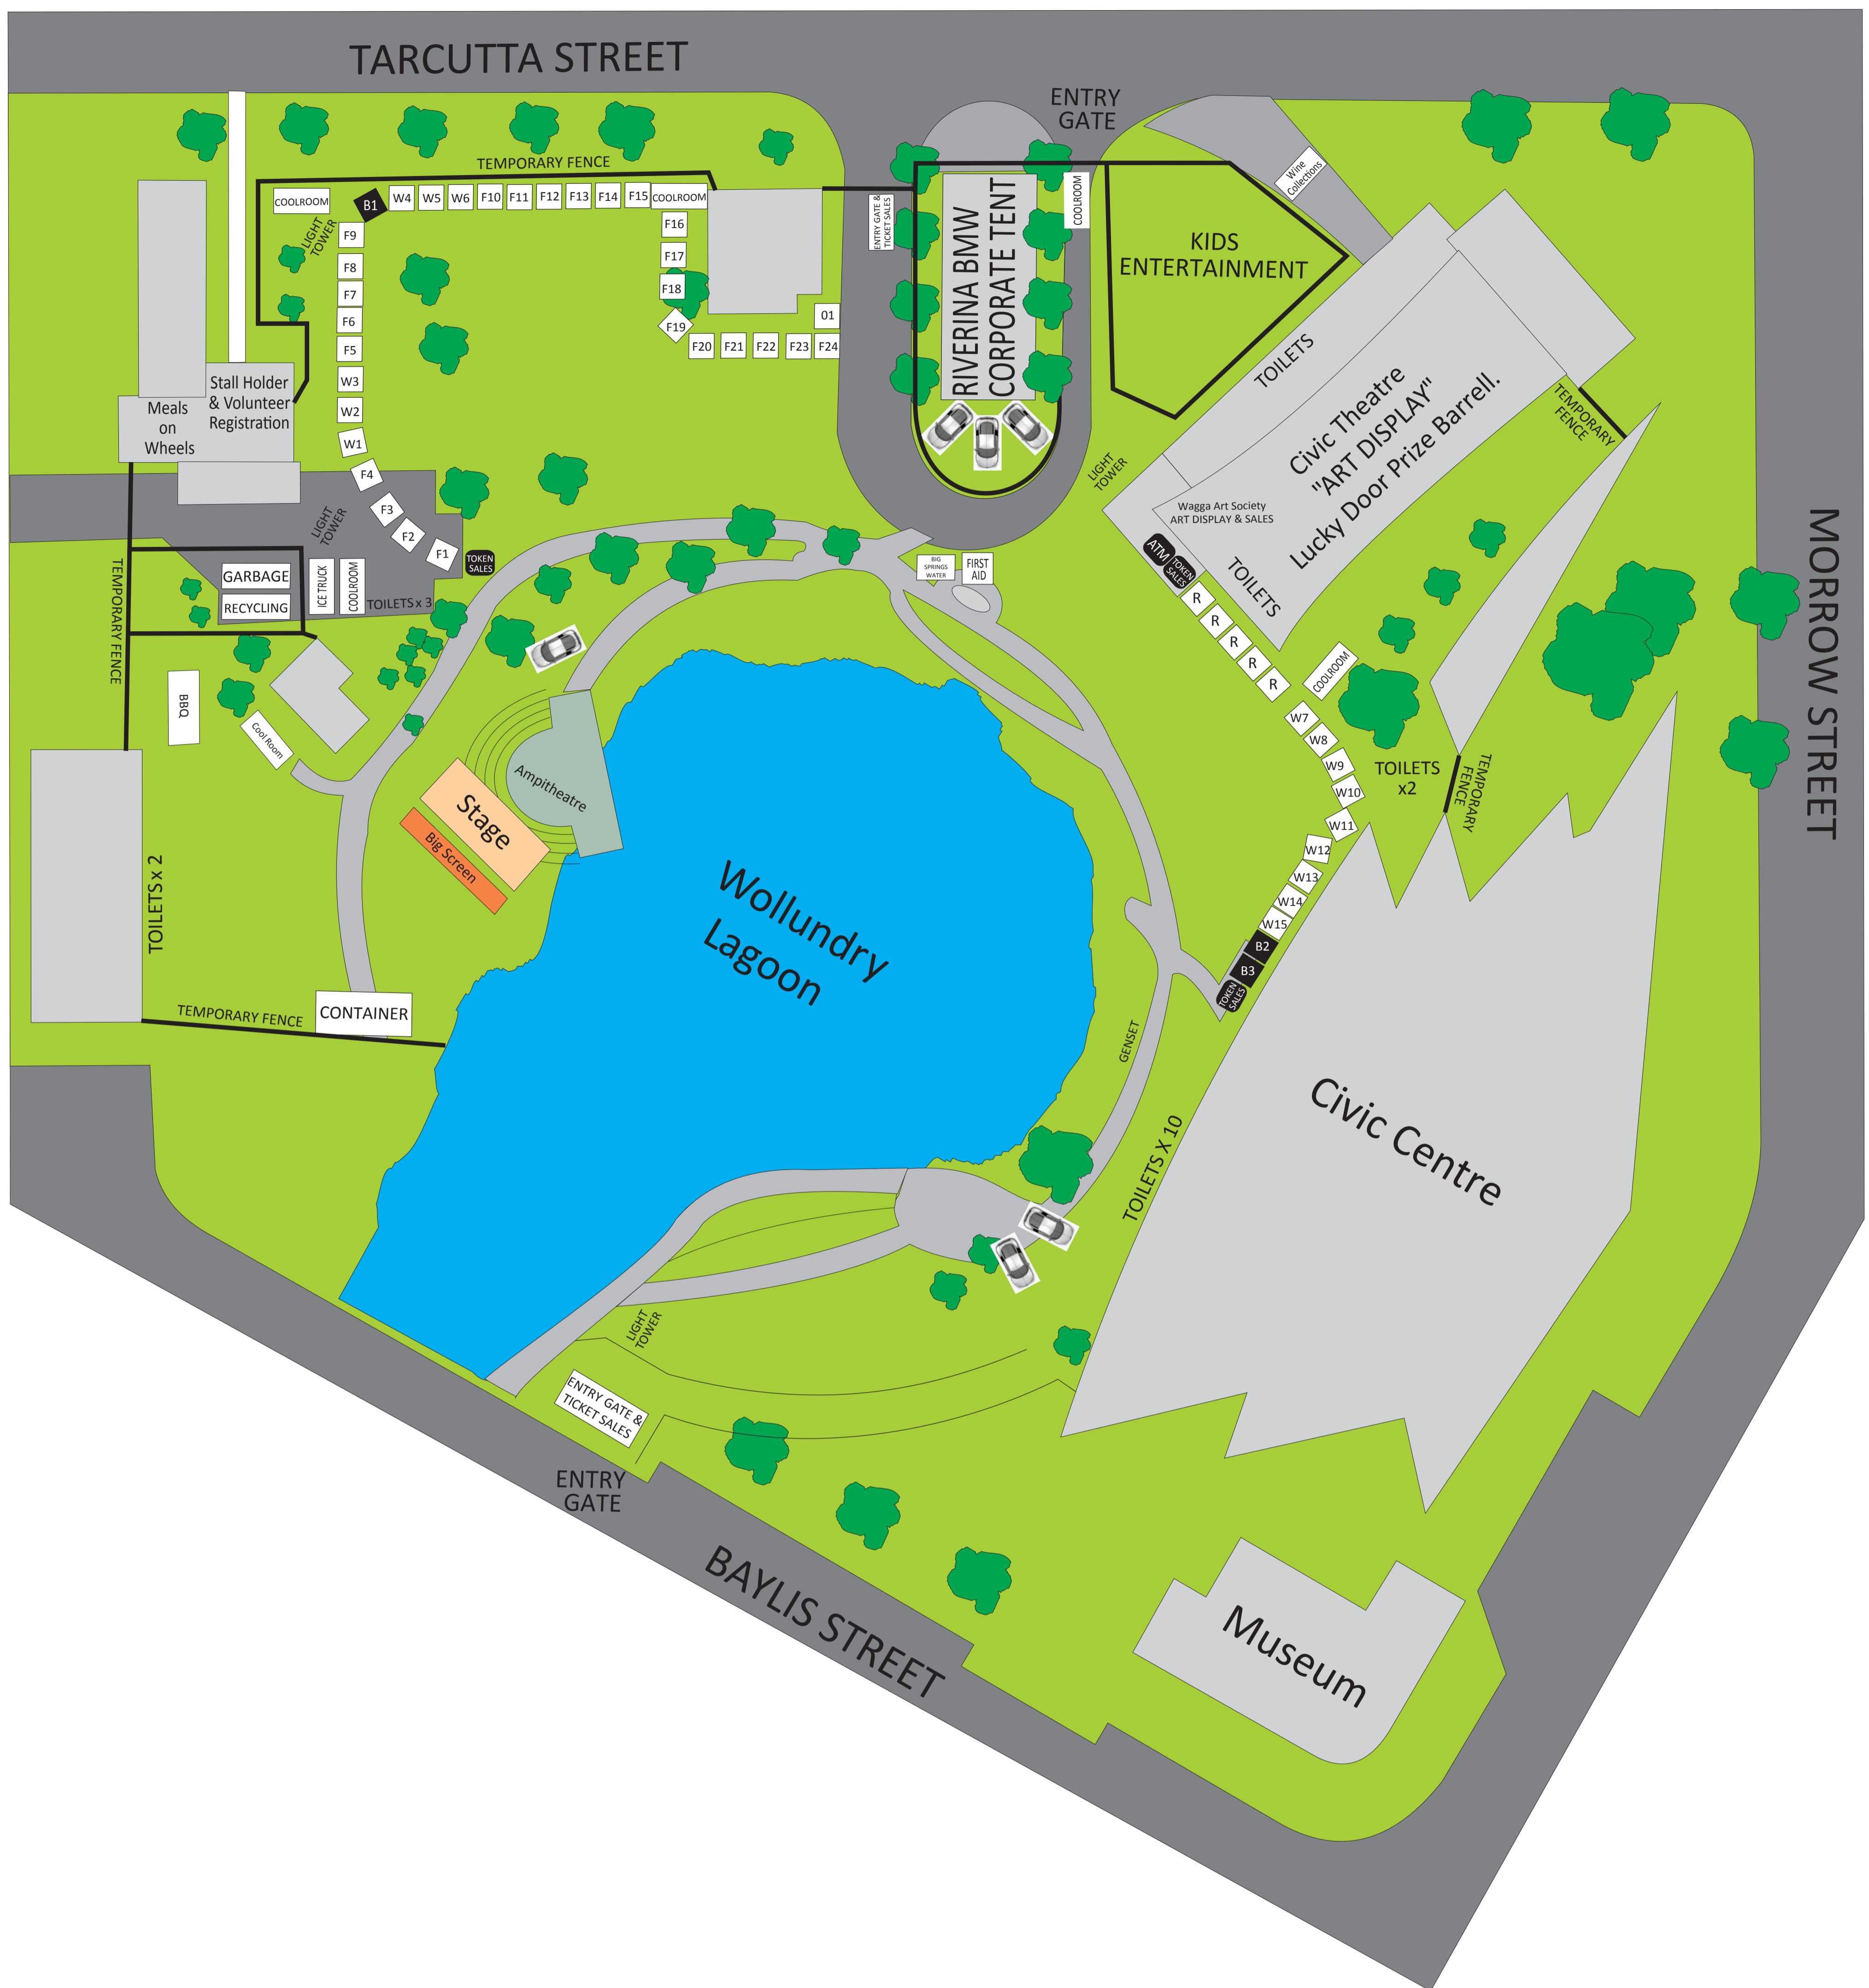 TARCUTTA STREET
ENTRY
GATE
TEMPORARY FENCE
COOLROOM
B1
W4
W5
W6
F10
F11
F12
F13
F14
F15
COOLROOM
LIGHT
TOWER
F9
F8
F7
F6
F5
W3
W2
W1
F4
F3
F2
F1
F16
F17
F18
F19
F20
F21
F22
F23
F24
01
ENTRY GATE &
TICKET SALES
RIVERINA BMW
CORPORATE TENT
COOLROOM
KIDS
ENTERTAINMENT
Wine
Collections
TOILETS
Civic Theatre
"ART DISPLAY"
Lucky Door Prize Barrell.
TEMPORARY
FENCE
LIGHT
TOWER
Wagga Art Society
ART DISPLAY & SALES
TOILETS
ATM
TOKEN
SALES
R
R
R
R
R
COOLROOM
W7
W8
W9
W10
W11
W12
W13
W14
W15
B2
B3
TOKEN
SALES
TOILETS
x2
TEMPORARY
FENCE
MORROW STREET
Stall Holder
& Volunteer
Registration
Meals
on
Wheels
LIGHT
TOWER
TOKEN
SALES
GARBAGE
RECYCLING
ICE TRUCK
COOLROOM
TOILETS x 3
TEMPORARY FENCE
BBQ
Cool Room
BIG
SPRINGS
WATER
FIRST
AID
Ampitheatre
Stage
Big Screen
TOILETS x 2
Wollundry
Lagoon
TEMPORARY FENCE
CONTAINER
GENSET
TOILETS X 10
Civic Centre
LIGHT
TOWER
ENTRY GATE &
TICKET SALES
ENTRY
GATE
BAYLIS STREET
Museum